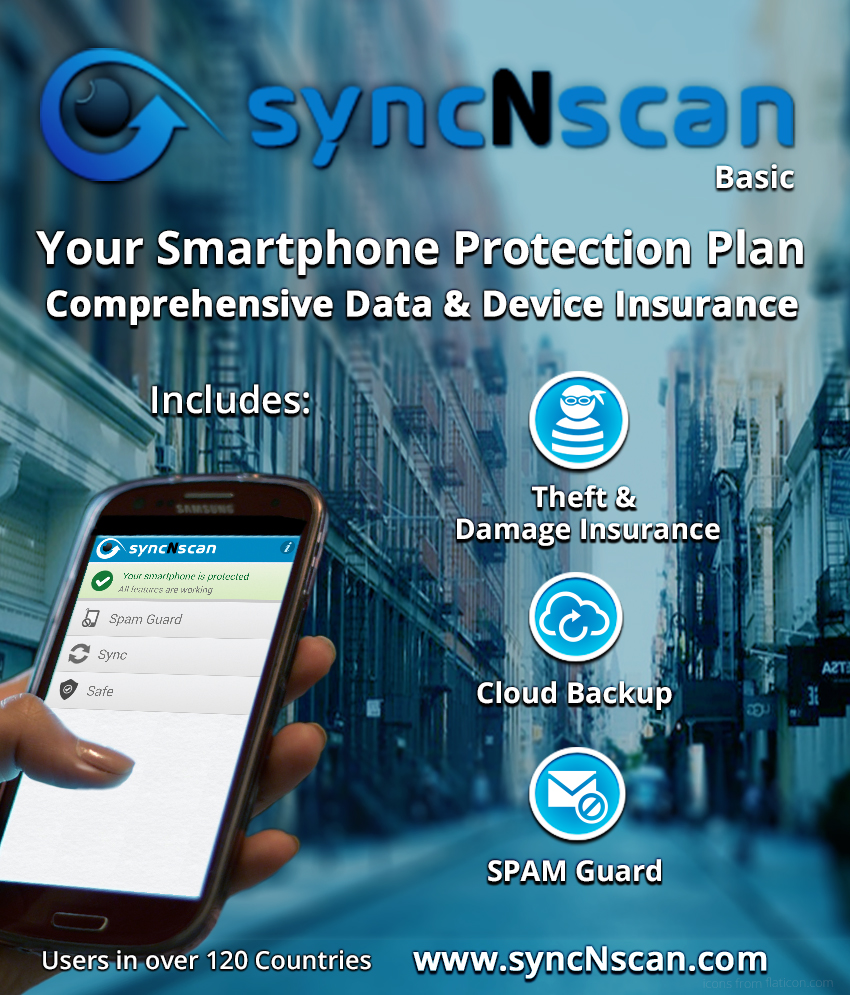 syncNscan
Basic
Your Smartphone Protection Plan
Comprehensive Data & Device Insurance
Includes:
Theft &
Damage Insurance
SAMSUNG
syncNscan
Your smartphone is protected
All features are working
Spam Guard
Sync
Safe
Cloud Backup
SPAM Guard
Users in over 120 Countries
www.syncNscan.com
icons from flaticon.com